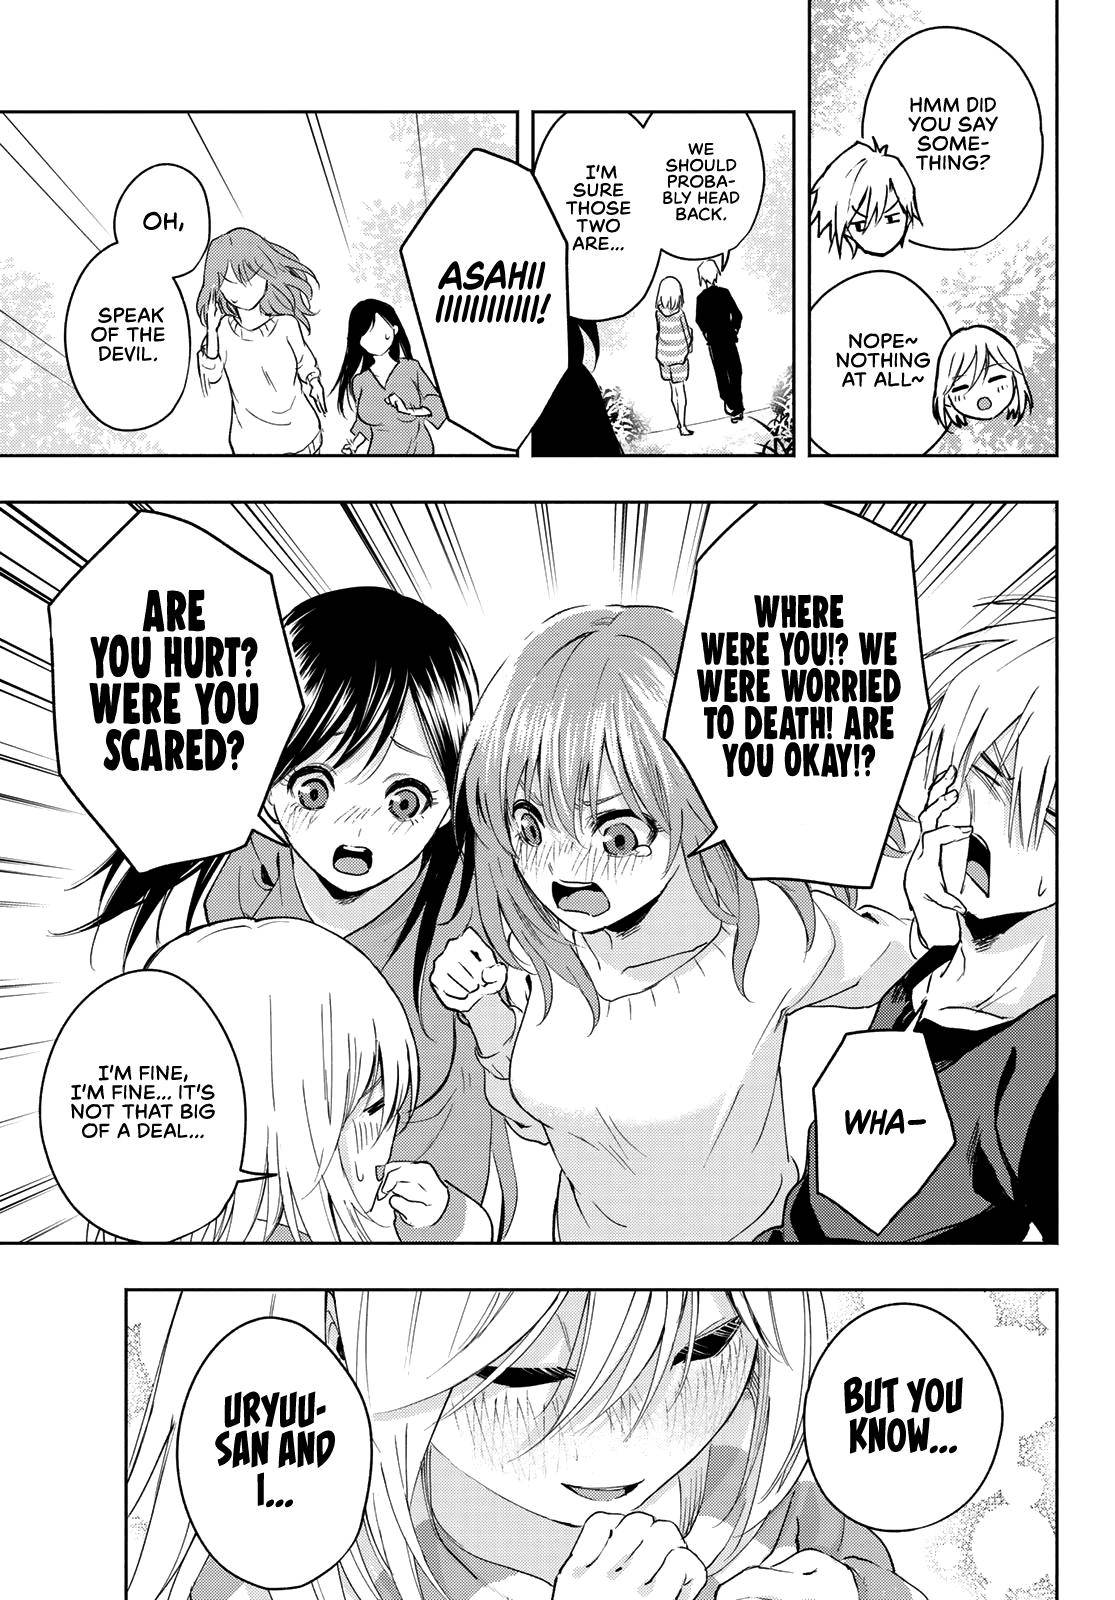 HMM DID
YOU SAY
SOME-
THING?
NOPE~
NOTHING
AT ALL~
WE
SHOULD
PROBA-
BLY HEAD
BACK.
I'M
SURE
THOSE
TWO
ARE...
ASAHII
IIIIIIIIIIIII!
OH,
SPEAK
OF THE
DEVIL.
WHERE
WERE YOU!? WE
WERE WORRIED
TO DEATH! ARE
YOU OKAY!?
ARE
YOU HURT?
WERE YOU
SCARED?
WHA-
I'M FINE,
I'M FINE... IT'S
NOT THAT BIG
OF A DEAL...
BUT YOU
KNOW...
URYUU-
SAN AND
I...